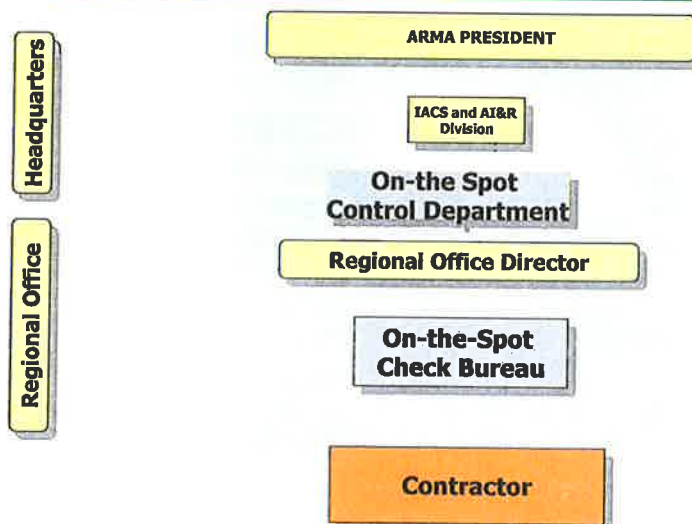 Headquarters
ARMA PRESIDENT
IACS and AI&R
Division
On-the Spot
Control Department
Regional Office
Regional Office Director
On-the-Spot
Check Bureau
Contractor